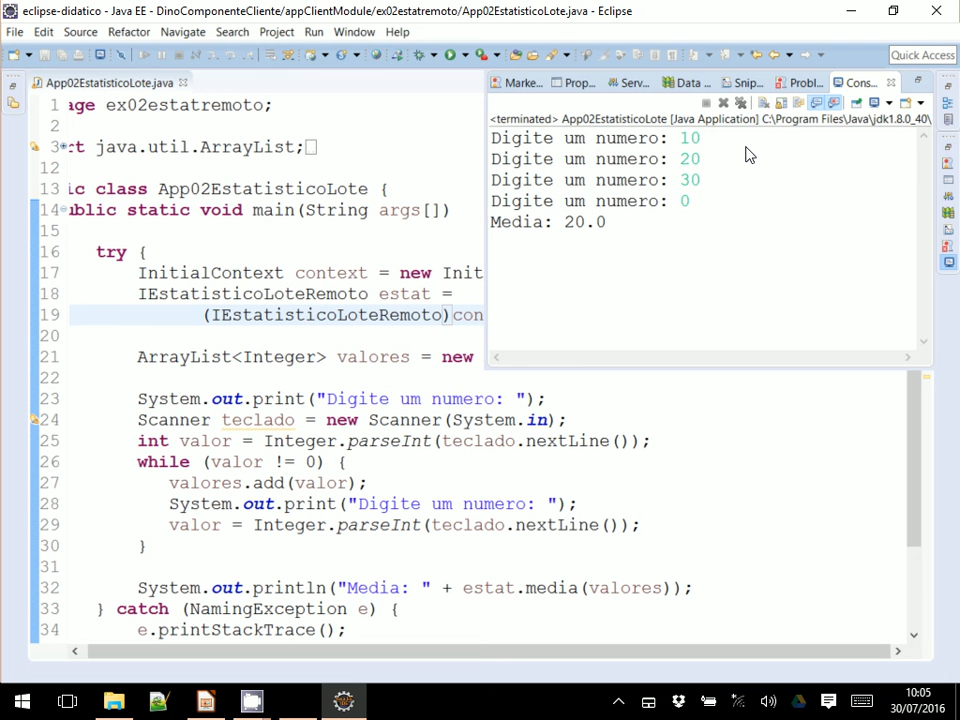 eclipse-didatico - Java EE - DinoComponenteCliente/appClientModule/ex02estatremoto/App02EstatisticoLote.java - Eclipse
File Edit Source Refactor Navigate Search Project Run Window Help
Quick Access
App02EstatisticoLote.java
1 age ex02estatremoto;
2
3 rt java.util.ArrayList;
12
13 ic class App02EstatisticoLote {
14 ublic static void main(String args[])
15
16 try {
17 InitialContext context = new Init
18 IEstatisticoLoteRemoto estat =
19 (IEstatisticoLoteRemoto)con
20
21 ArrayList<Integer> valores = new
22
23 System.out.print("Digite um numero: ");
24 Scanner teclado = new Scanner(System.in);
25 int valor = Integer.parseInt(teclado.nextLine());
26 while (valor != 0) {
27 valores.add(valor);
28 System.out.print("Digite um numero: ");
29 valor = Integer.parseInt(teclado.nextLine());
30 }
31
32 System.out.println("Media: " + estat.media(valores));
33 } catch (NamingException e) {
34 e.printStackTrace();
Marke... Prop... Serv... Data ... Snip... Probl... Cons...
<terminated> App02EstatisticoLote [Java Application] C:\Program Files\Java\jdk1.8.0_40\
Digite um numero: 10
Digite um numero: 20
Digite um numero: 30
Digite um numero: 0
Media: 20.0
10:05
30/07/2016